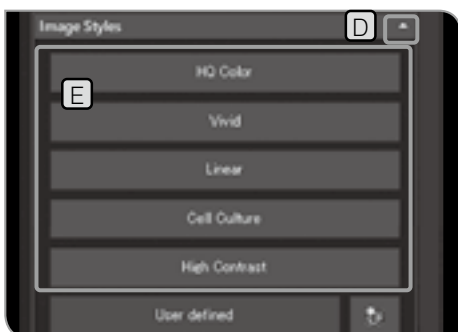 Image Styles D
HQ Color
E
Vivid
Linear
Cell Culture
High Contrast
User defined